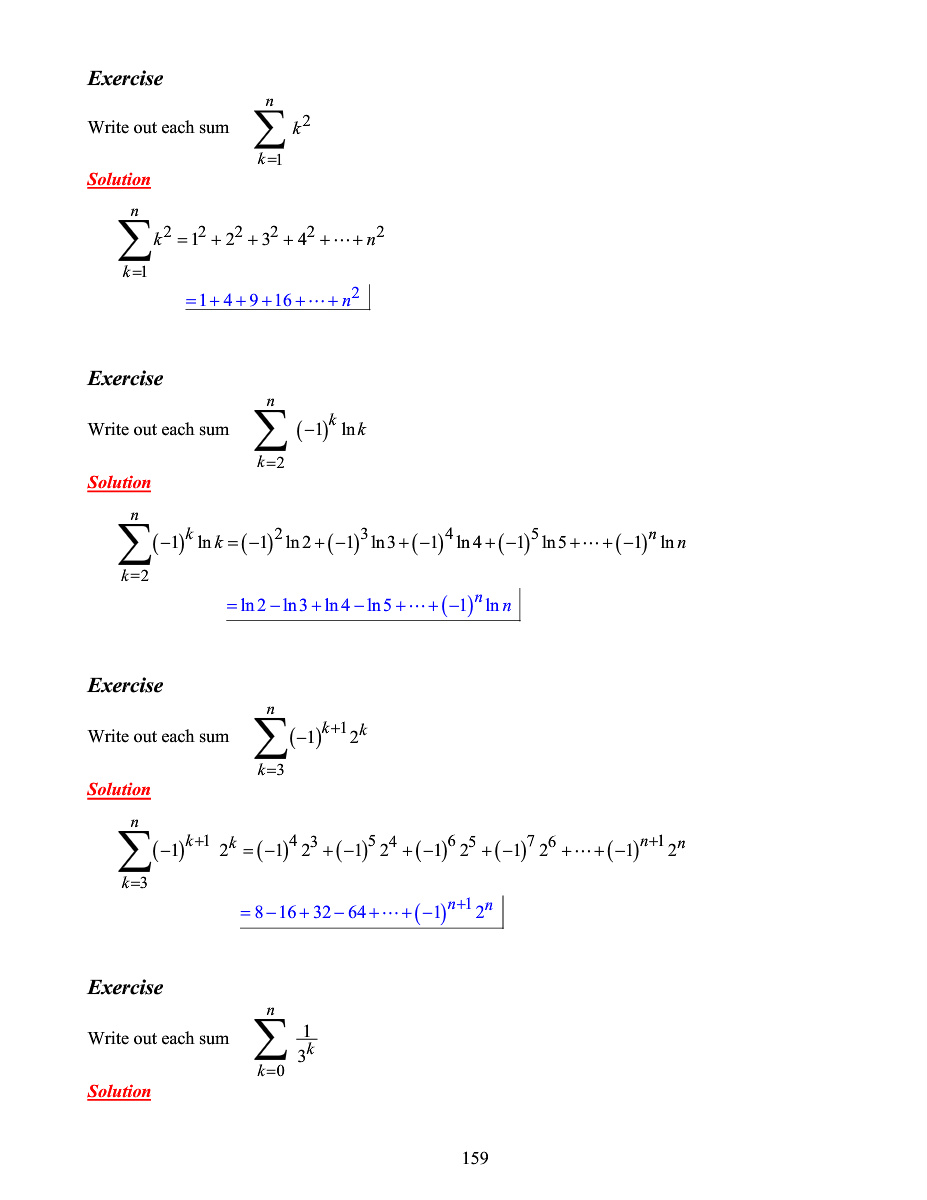 Exercise
Write out each sum $\sum_{k=1}^{n} k^2$
Solution
$\sum_{k=1}^{n} k^2 = 1^2 + 2^2 + 3^2 + 4^2 + \cdots + n^2$
$= 1 + 4 + 9 + 16 + \cdots + n^2$
Exercise
Write out each sum $\sum_{k=2}^{n} (-1)^k \ln k$
Solution
$\sum_{k=2}^{n} (-1)^k \ln k = (-1)^2 \ln 2 + (-1)^3 \ln 3 + (-1)^4 \ln 4 + (-1)^5 \ln 5 + \cdots + (-1)^n \ln n$
$= \ln 2 - \ln 3 + \ln 4 - \ln 5 + \cdots + (-1)^n \ln n$
Exercise
Write out each sum $\sum_{k=3}^{n} (-1)^{k+1} 2^k$
Solution
$\sum_{k=3}^{n} (-1)^{k+1} 2^k = (-1)^4 2^3 + (-1)^5 2^4 + (-1)^6 2^5 + (-1)^7 2^6 + \cdots + (-1)^{n+1} 2^n$
$= 8 - 16 + 32 - 64 + \cdots + (-1)^{n+1} 2^n$
Exercise
Write out each sum $\sum_{k=0}^{n} \frac{1}{3^k}$
Solution
159